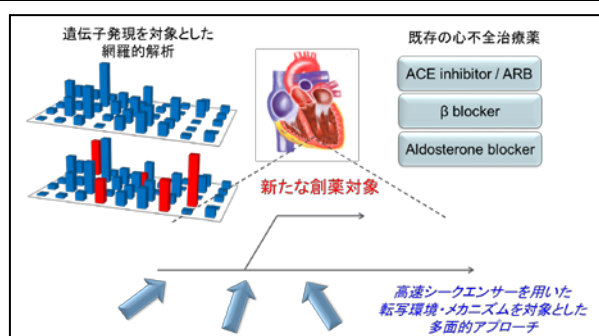 遺伝子発現を対象とした
網羅的解析
既存の心不全治療薬
ACE inhibitor / ARB
β blocker
Aldosterone blocker
新たな創薬対象
高速シークエンサーを用いた
転写環境・メカニズムを対象とした
多面的アプローチ